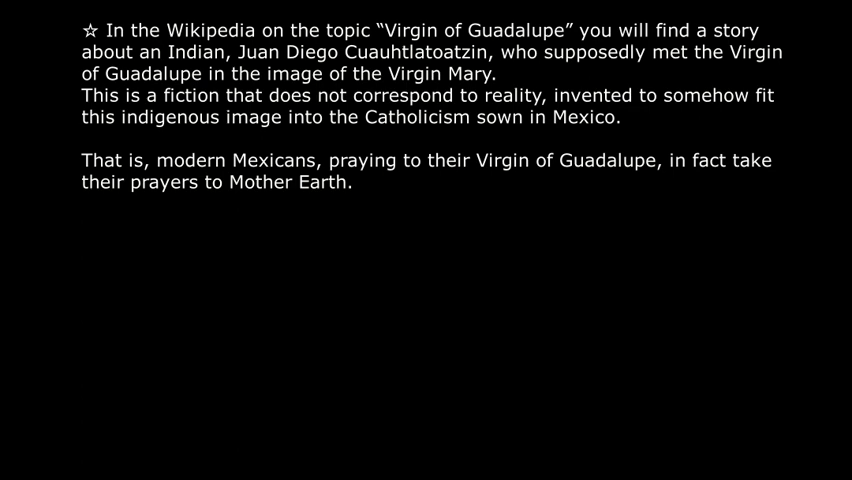 ☆ In the Wikipedia on the topic “Virgin of Guadalupe” you will find a story
about an Indian, Juan Diego Cuauhtlatoatzin, who supposedly met the Virgin
of Guadalupe in the image of the Virgin Mary.
This is a fiction that does not correspond to reality, invented to somehow fit
this indigenous image into the Catholicism sown in Mexico.
That is, modern Mexicans, praying to their Virgin of Guadalupe, in fact take
their prayers to Mother Earth.